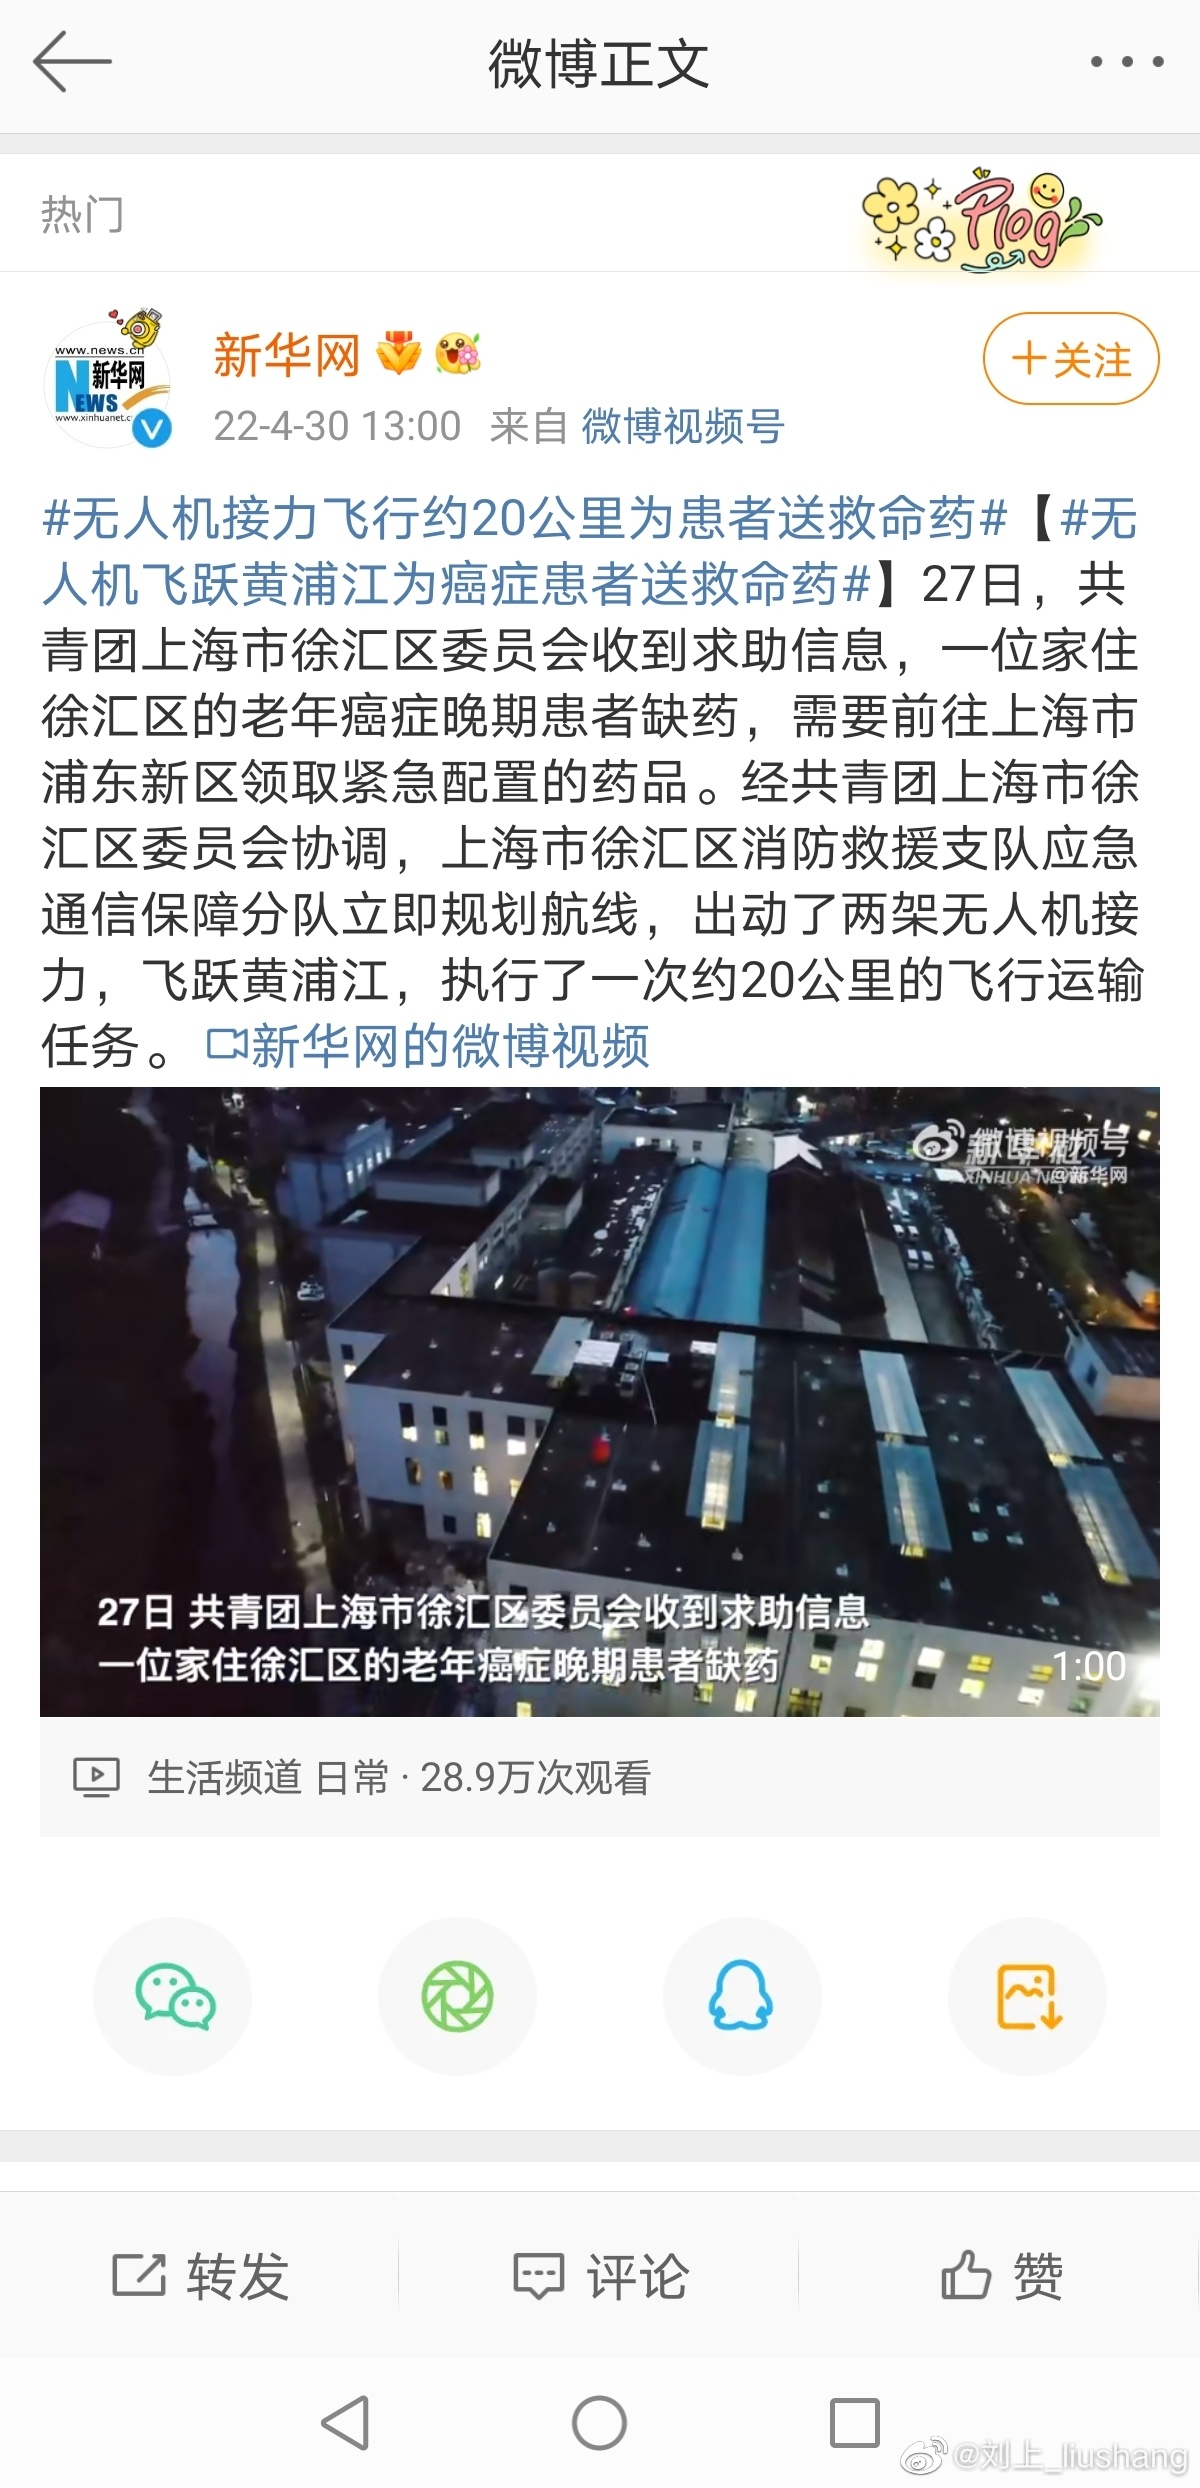 微博正文
热门
Plog
www.news.cn
新华网
NEWS
www.xinhuanet.c
新华网
+关注
22-4-30 13:00 来自 微博视频号
#无人机接力飞行约20公里为患者送救命药#【#无
人机飞跃黄浦江为癌症患者送救命药#】27日，共
青团上海市徐汇区委员会收到求助信息，一位家住
徐汇区的老年癌症晚期患者缺药，需要前往上海市
浦东新区领取紧急配置的药品。经共青团上海市徐
汇区委员会协调，上海市徐汇区消防救援支队应急
通信保障分队立即规划航线，出动了两架无人机接
力，飞跃黄浦江，执行了一次约20公里的飞行运输
任务。 新华网的微博视频
微博视频号
XINHUA NEWS
@新华网
27日 共青团上海市徐汇区委员会收到求助信息
一位家住徐汇区的老年癌症晚期患者缺药
1:00
生活频道 日常 · 28.9万次观看
转发 评论 赞
@刘上_liushang